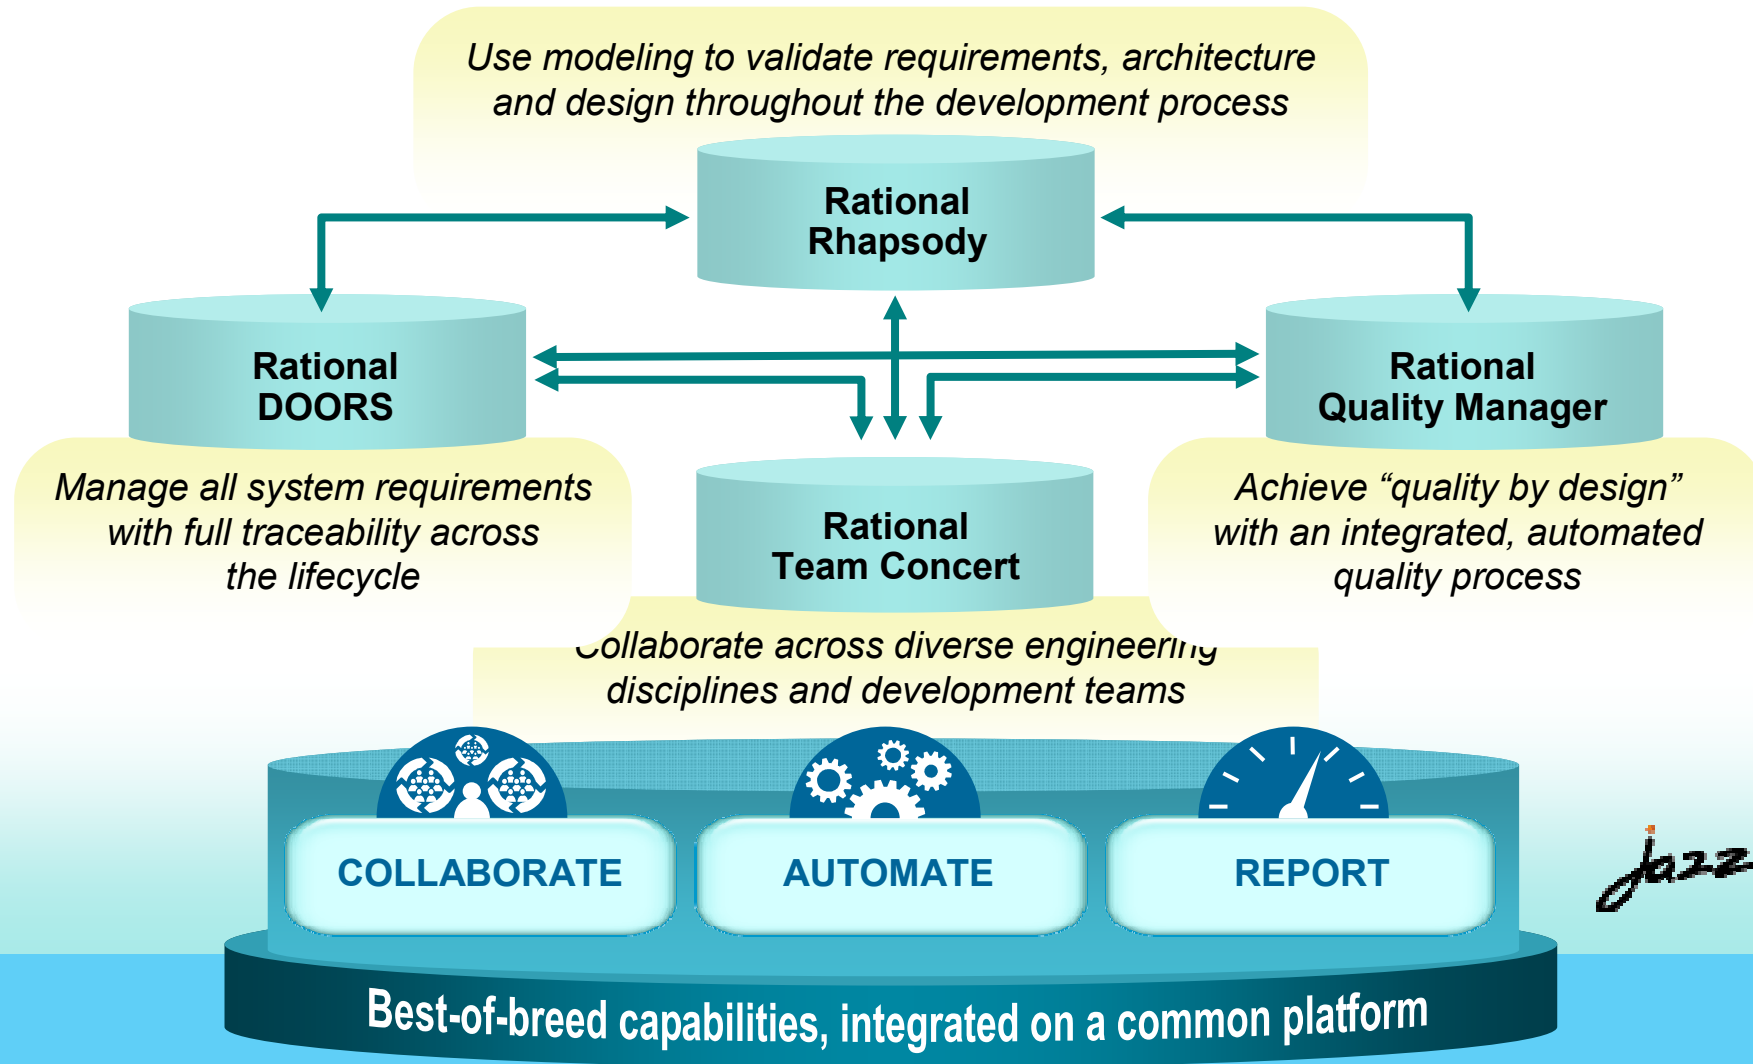 Use modeling to validate requirements, architecture
and design throughout the development process
Rational
Rhapsody
Rational
DOORS
Rational
Quality Manager
Manage all system requirements
with full traceability across
the lifecycle
Rational
Team Concert
Achieve “quality by design”
with an integrated, automated
quality process
Collaborate across diverse engineering
disciplines and development teams
COLLABORATE
AUTOMATE
REPORT
jazz
Best-of-breed capabilities, integrated on a common platform